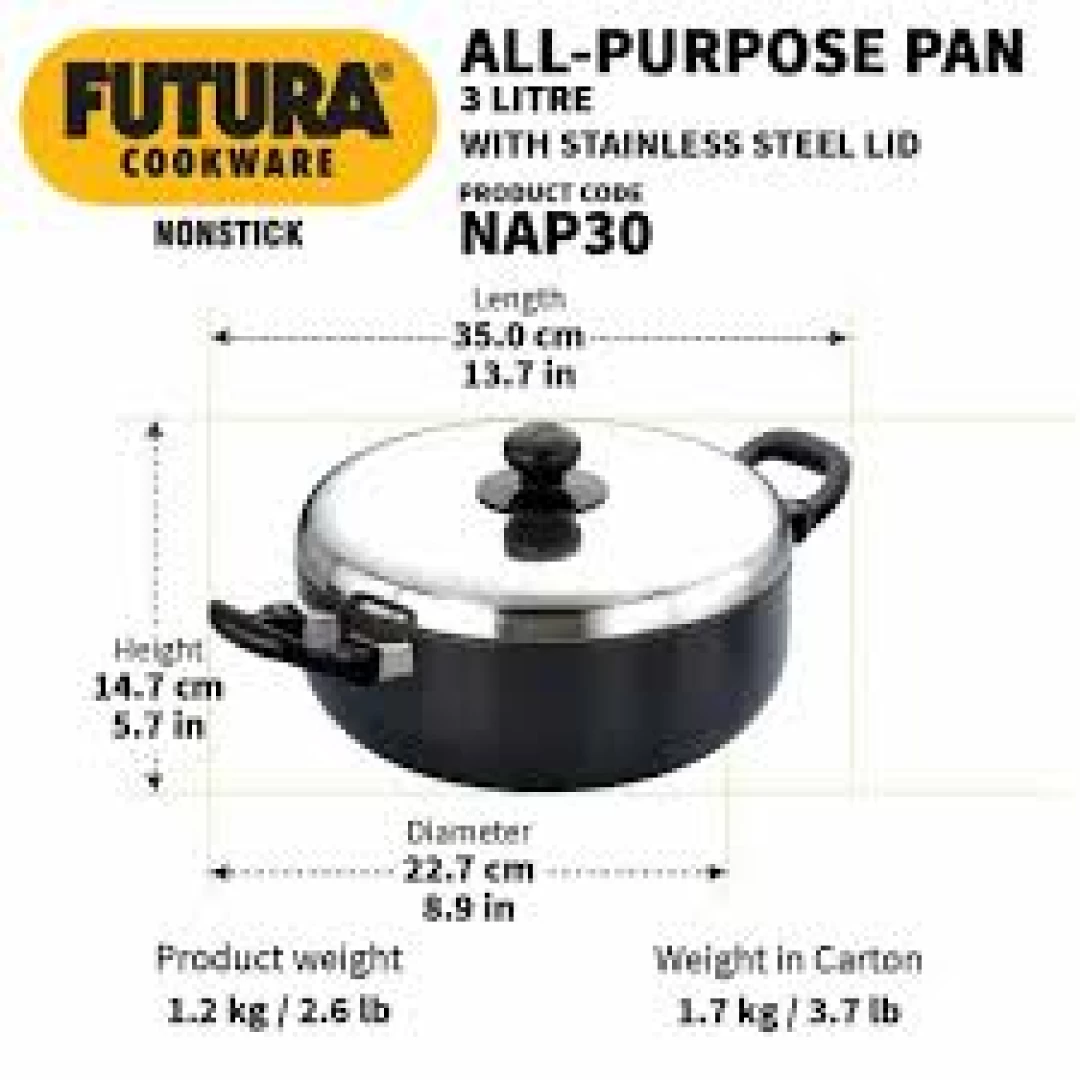 FUTURA®
COOKWARE
NONSTICK
ALL-PURPOSE PAN
3 LITRE
WITH STAINLESS STEEL LID
PRODUCT CODE
NAP30
Length
35.0 cm
13.7 in
Height
14.7 cm
5.7 in
Diameter
22.7 cm
8.9 in
Product weight
1.2 kg / 2.6 lb
Weight in Carton
1.7 kg / 3.7 lb